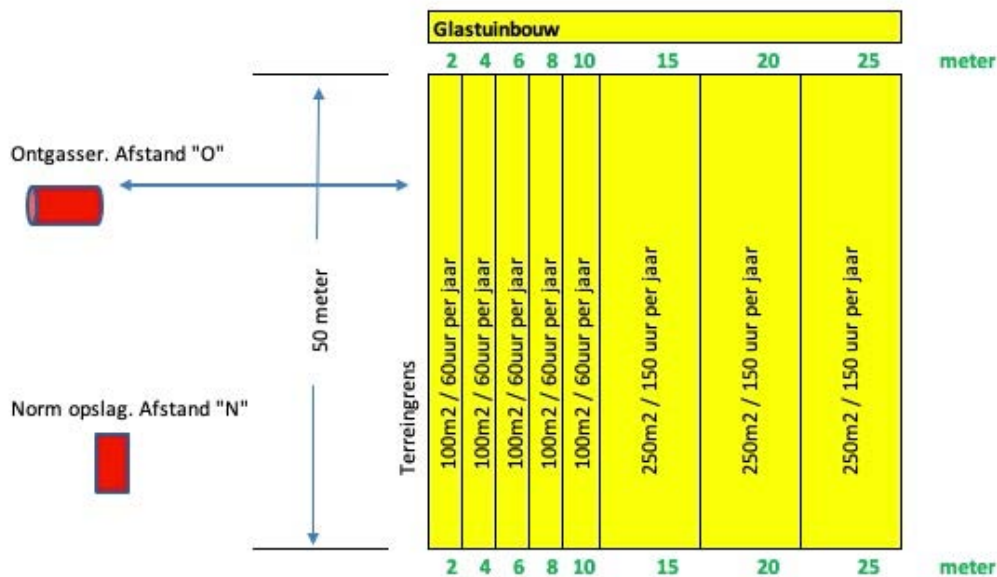 Glastuinbouw
2 4 6 8 10 15 20 25 meter
Ontgasser. Afstand "O"
50 meter
Norm opslag. Afstand "N"
Terreingrens
100m2 / 60uur per jaar
100m2 / 60uur per jaar
100m2 / 60uur per jaar
100m2 / 60uur per jaar
100m2 / 60uur per jaar
250m2 / 150 uur per jaar
250m2 / 150 uur per jaar
250m2 / 150 uur per jaar
2 4 6 8 10 15 20 25 meter